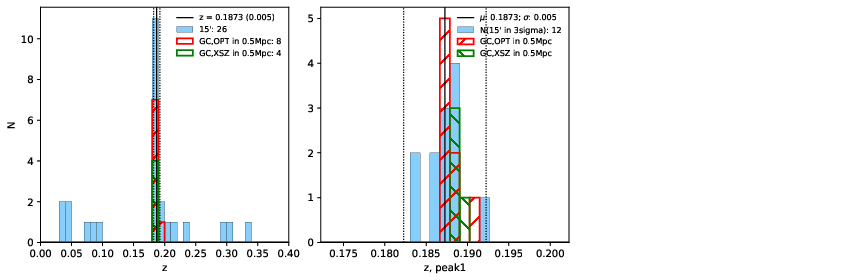 z = 0.1873 (0.005)
15': 26
GC,OPT in 0.5Mpc: 8
GC,XSZ in 0.5Mpc: 4
N
10
8
6
4
2
0
0.00 0.05 0.10 0.15 0.20 0.25 0.30 0.35 0.40
z
μ: 0.1873; σ: 0.005
N(15' in 3sigma): 12
GC,OPT in 0.5Mpc
GC,XSZ in 0.5Mpc
5
4
3
2
1
0
0.175 0.180 0.185 0.190 0.195 0.200
z, peak1